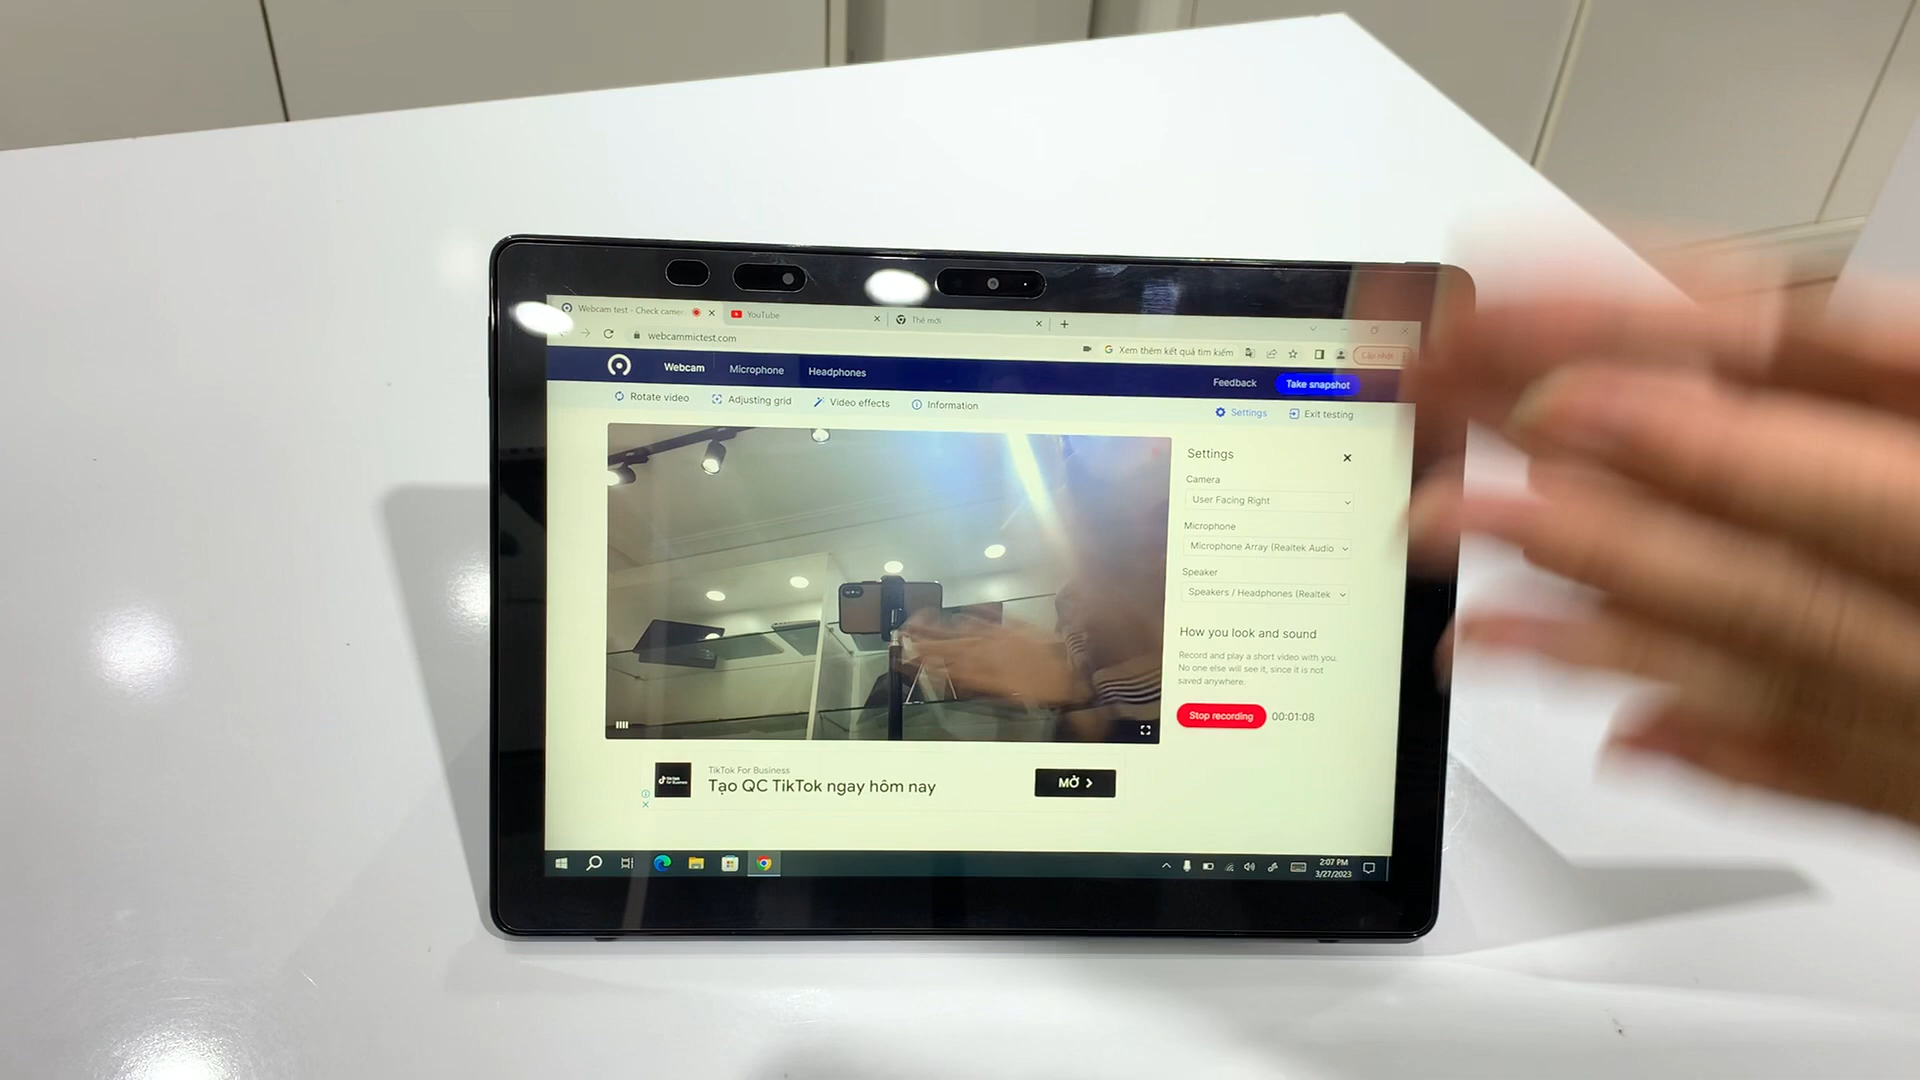 Webcam test - Check camer
YouTube
Thẻ mới
webcammictest.com
Xem thêm kết quả tìm kiếm
Cập nhật
Webcam
Microphone
Headphones
Feedback
Take snapshot
Rotate video
Adjusting grid
Video effects
Information
Settings
Exit testing
Settings
Camera
User Facing Right
Microphone
Microphone Array (Realtek Audio
Speaker
Speakers / Headphones (Realtek
How you look and sound
Record and play a short video with you.
No one else will see it, since it is not
saved anywhere.
Stop recording
00:01:08
TikTok For Business
Tạo QC TikTok ngay hôm nay
MỞ
2:07 PM
3/27/2023